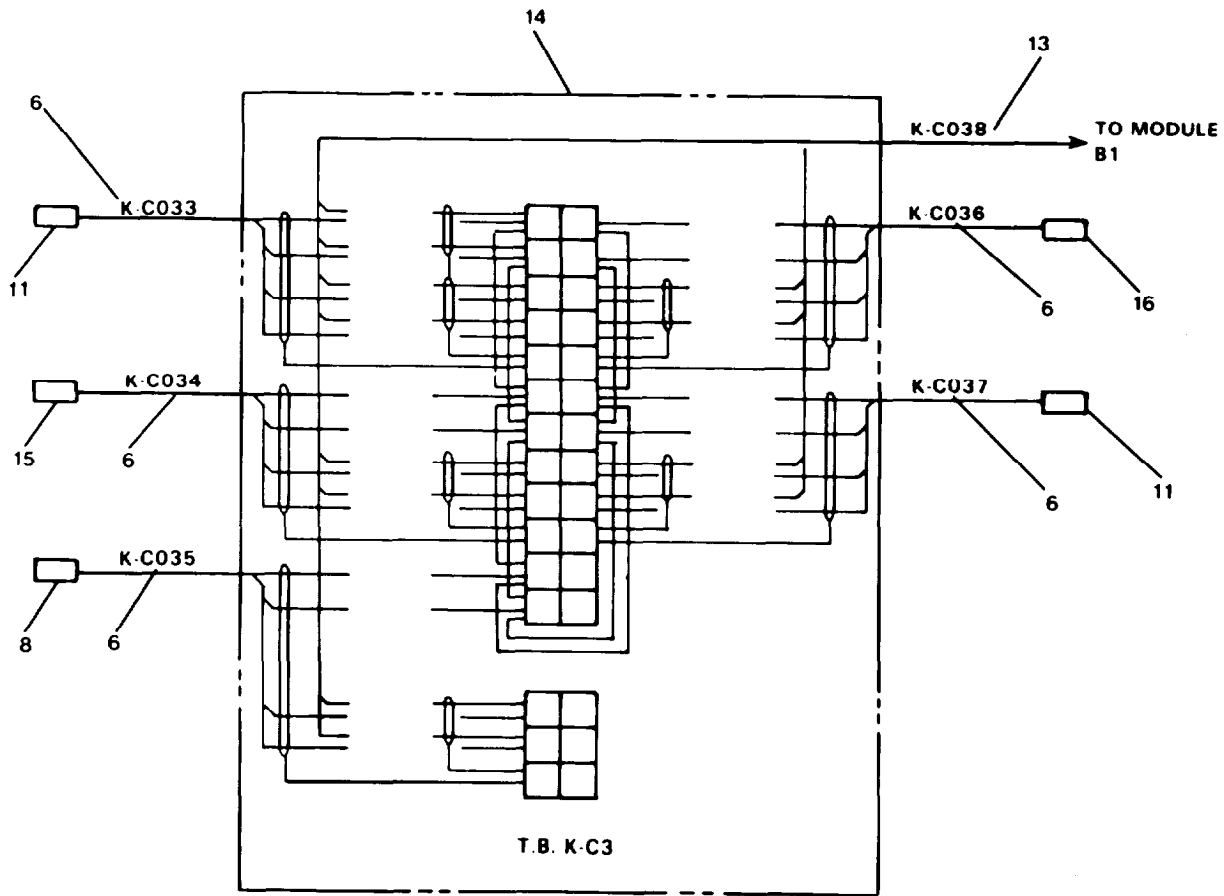 14
13
6
K-C038
TO MODULE
B1
K-C033
K-C036
11
6
16
K-C034
K-C037
15
6
6
11
K-C035
8
6
T.B. K-C3